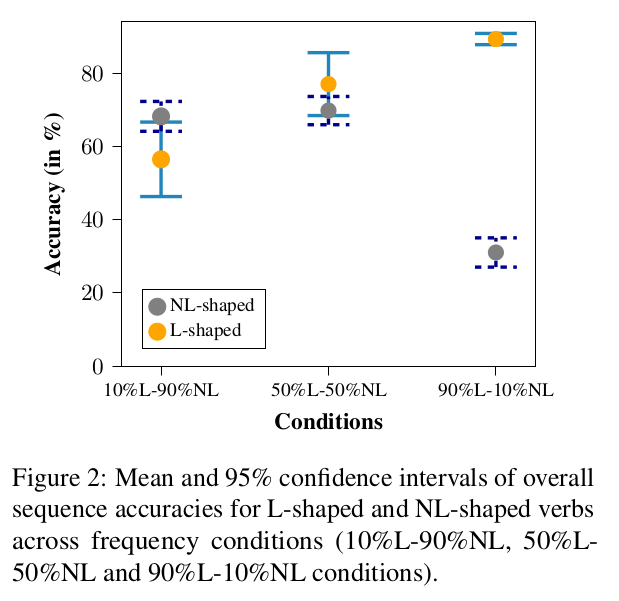 80
60
40
20
0
Accuracy (in %)
NL-shaped
L-shaped
10%L-90%NL 50%L-50%NL 90%L-10%NL
Conditions
Figure 2: Mean and 95% confidence intervals of overall
sequence accuracies for L-shaped and NL-shaped verbs
across frequency conditions (10%L-90%NL, 50%L-
50%NL and 90%L-10%NL conditions).